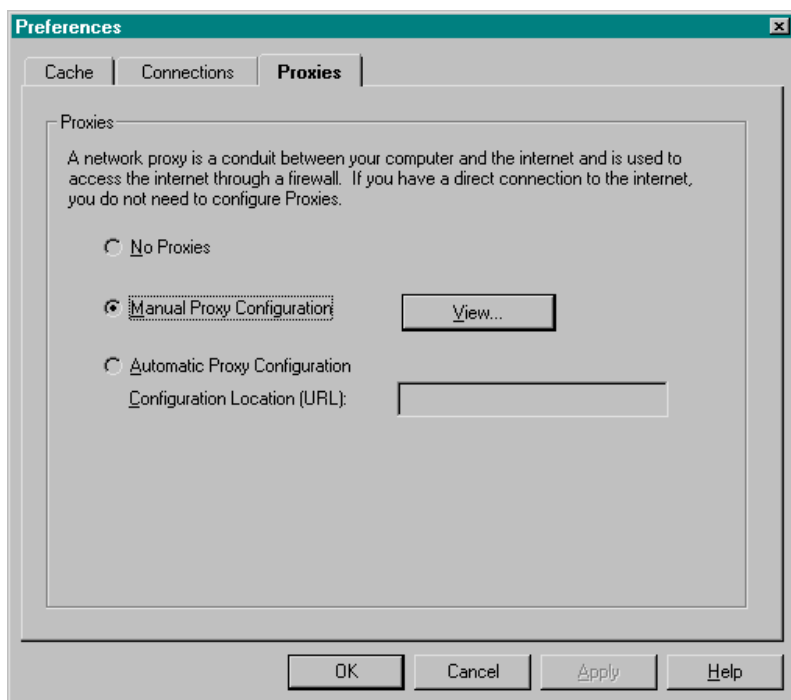 Preferences
Cache Connections Proxies
Proxies
A network proxy is a conduit between your computer and the internet and is used to
access the internet through a firewall. If you have a direct connection to the internet,
you do not need to configure Proxies.
No Proxies
Manual Proxy Configuration View...
Automatic Proxy Configuration
Configuration Location (URL):
OK Cancel Apply Help